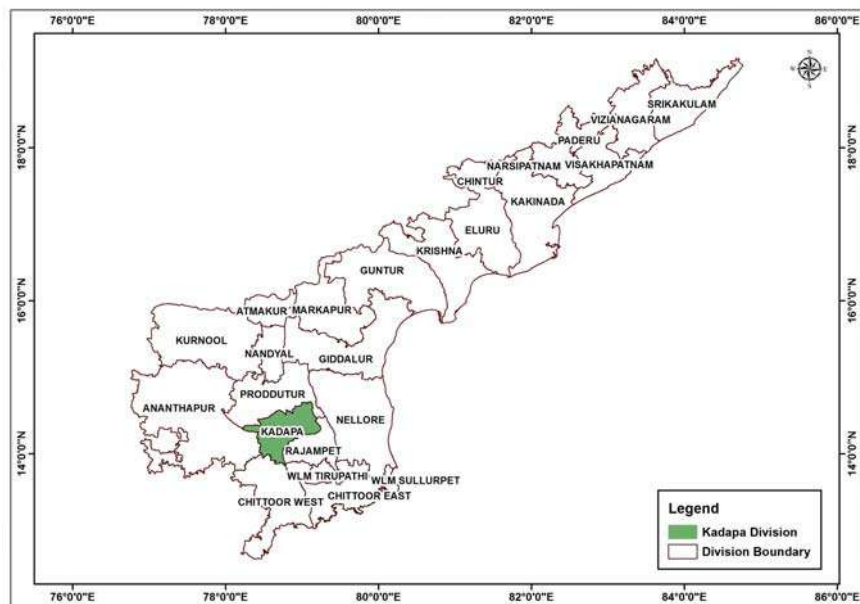 76°0'0"E 78°0'0"E 80°0'0"E 82°0'0"E 84°0'0"E 86°0'0"E
N
W E
S
SRIKAKULAM
VIZIANAGARAM
18°0'0"N 18°0'0"N
PADERU
NARSIPATNAM VISAKHAPATNAM
CHINTUR
KAKINADA
ELURU
KRISHNA
GUNTUR
16°0'0"N 16°0'0"N
ATMAKUR MARKAPUR
KURNOOL
NANDYAL
GIDDALUR
PRODDUTUR
ANANTHAPUR
NELLORE
KADAPA
14°0'0"N 14°0'0"N
RAJAMPET
WLM TIRUPATHI
WLM SULLURPET
CHITTOOR WEST
CHITTOOR EAST
Legend
Kadapa Division
Division Boundary
76°0'0"E 78°0'0"E 80°0'0"E 82°0'0"E 84°0'0"E 86°0'0"E